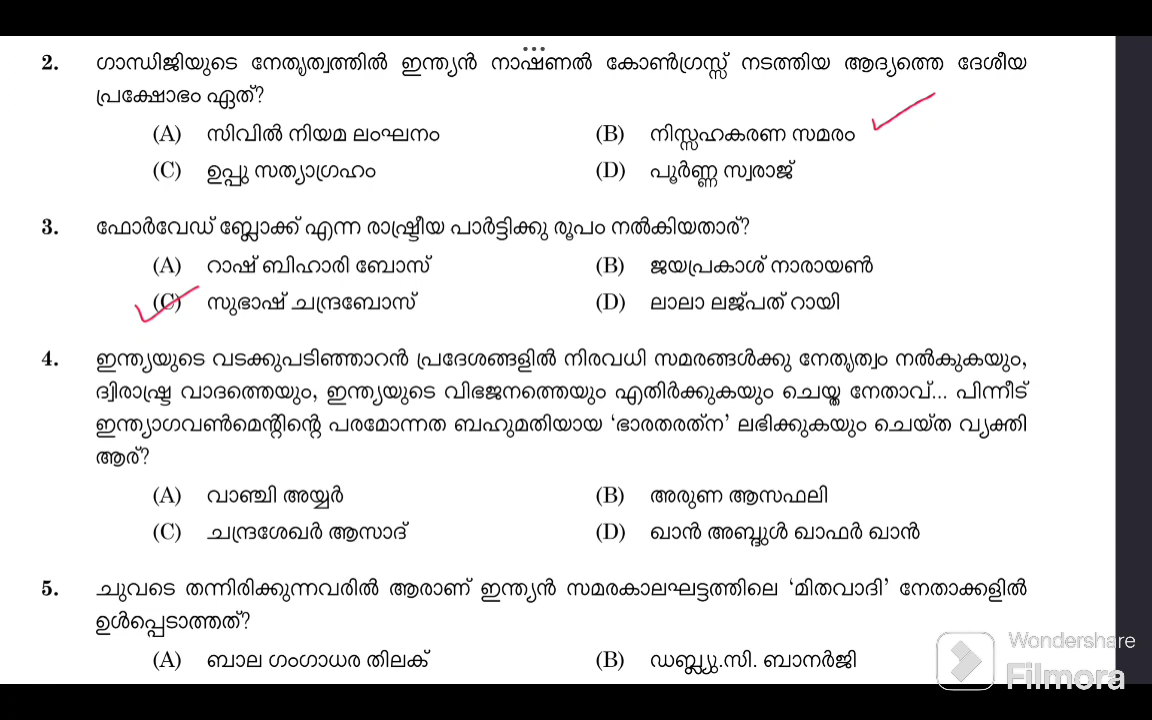 2. ഗാന്ധിജിയുടെ നേതൃത്വത്തിൽ ഇന്ത്യൻ നാഷണൽ കോൺഗ്രസ്സ് നടത്തിയ ആദ്യത്തെ ദേശീയ
പ്രക്ഷോഭം ഏത്?
(A) സിവിൽ നിയമ ലംഘനം (B) നിസ്സഹകരണ സമരം
(C) ഉപ്പു സത്യാഗ്രഹം (D) പൂർണ്ണ സ്വരാജ്
3. ഫോർവേഡ് ബ്ലോക്ക് എന്ന രാഷ്ട്രീയ പാർട്ടിക്കു രൂപം നൽകിയതാര്?
(A) റാഷ് ബിഹാരി ബോസ് (B) ജയപ്രകാശ് നാരായൺ
(C) സുഭാഷ് ചന്ദ്രബോസ് (D) ലാലാ ലജ്പത് റായി
4. ഇന്ത്യയുടെ വടക്കുപടിഞ്ഞാറൻ പ്രദേശങ്ങളിൽ നിരവധി സമരങ്ങൾക്കു നേതൃത്വം നൽകുകയും,
ദ്വിരാഷ്ട്ര വാദത്തെയും, ഇന്ത്യയുടെ വിഭജനത്തെയും എതിർക്കുകയും ചെയ്ത നേതാവ്... പിന്നീട്
ഇന്ത്യാഗവൺമെന്റിന്റെ പരമോന്നത ബഹുമതിയായ ‘ഭാരതരത്ന’ ലഭിക്കുകയും ചെയ്ത വ്യക്തി
ആര്?
(A) വാഞ്ചി അയ്യർ (B) അരുണ ആസഫലി
(C) ചന്ദ്രശേഖർ ആസാദ് (D) ഖാൻ അബ്ദുൾ ഖാഫർ ഖാൻ
5. ചുവടെ തന്നിരിക്കുന്നവരിൽ ആരാണ് ഇന്ത്യൻ സമരകാലഘട്ടത്തിലെ ‘മിതവാദി’ നേതാക്കളിൽ
ഉൾപ്പെടാത്തത്?
(A) ബാല ഗംഗാധര തിലക് (B) ഡബ്ല്യു.സി. ബാനർജി
Wondershare
Filmora